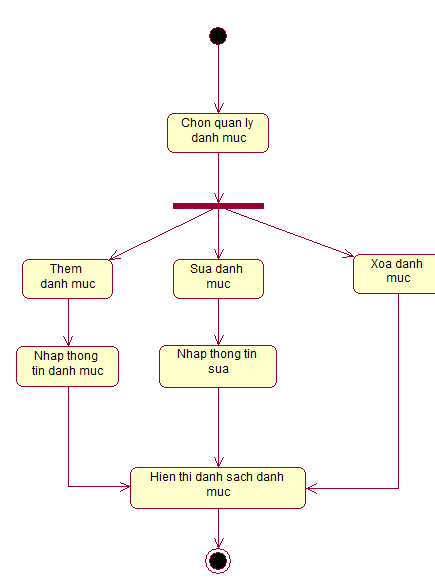 Chon quan ly
danh muc
Them
danh muc
Sua danh
muc
Xoa danh
muc
Nhap thong
tin danh muc
Nhap thong tin
sua
Hien thi danh sach danh
muc